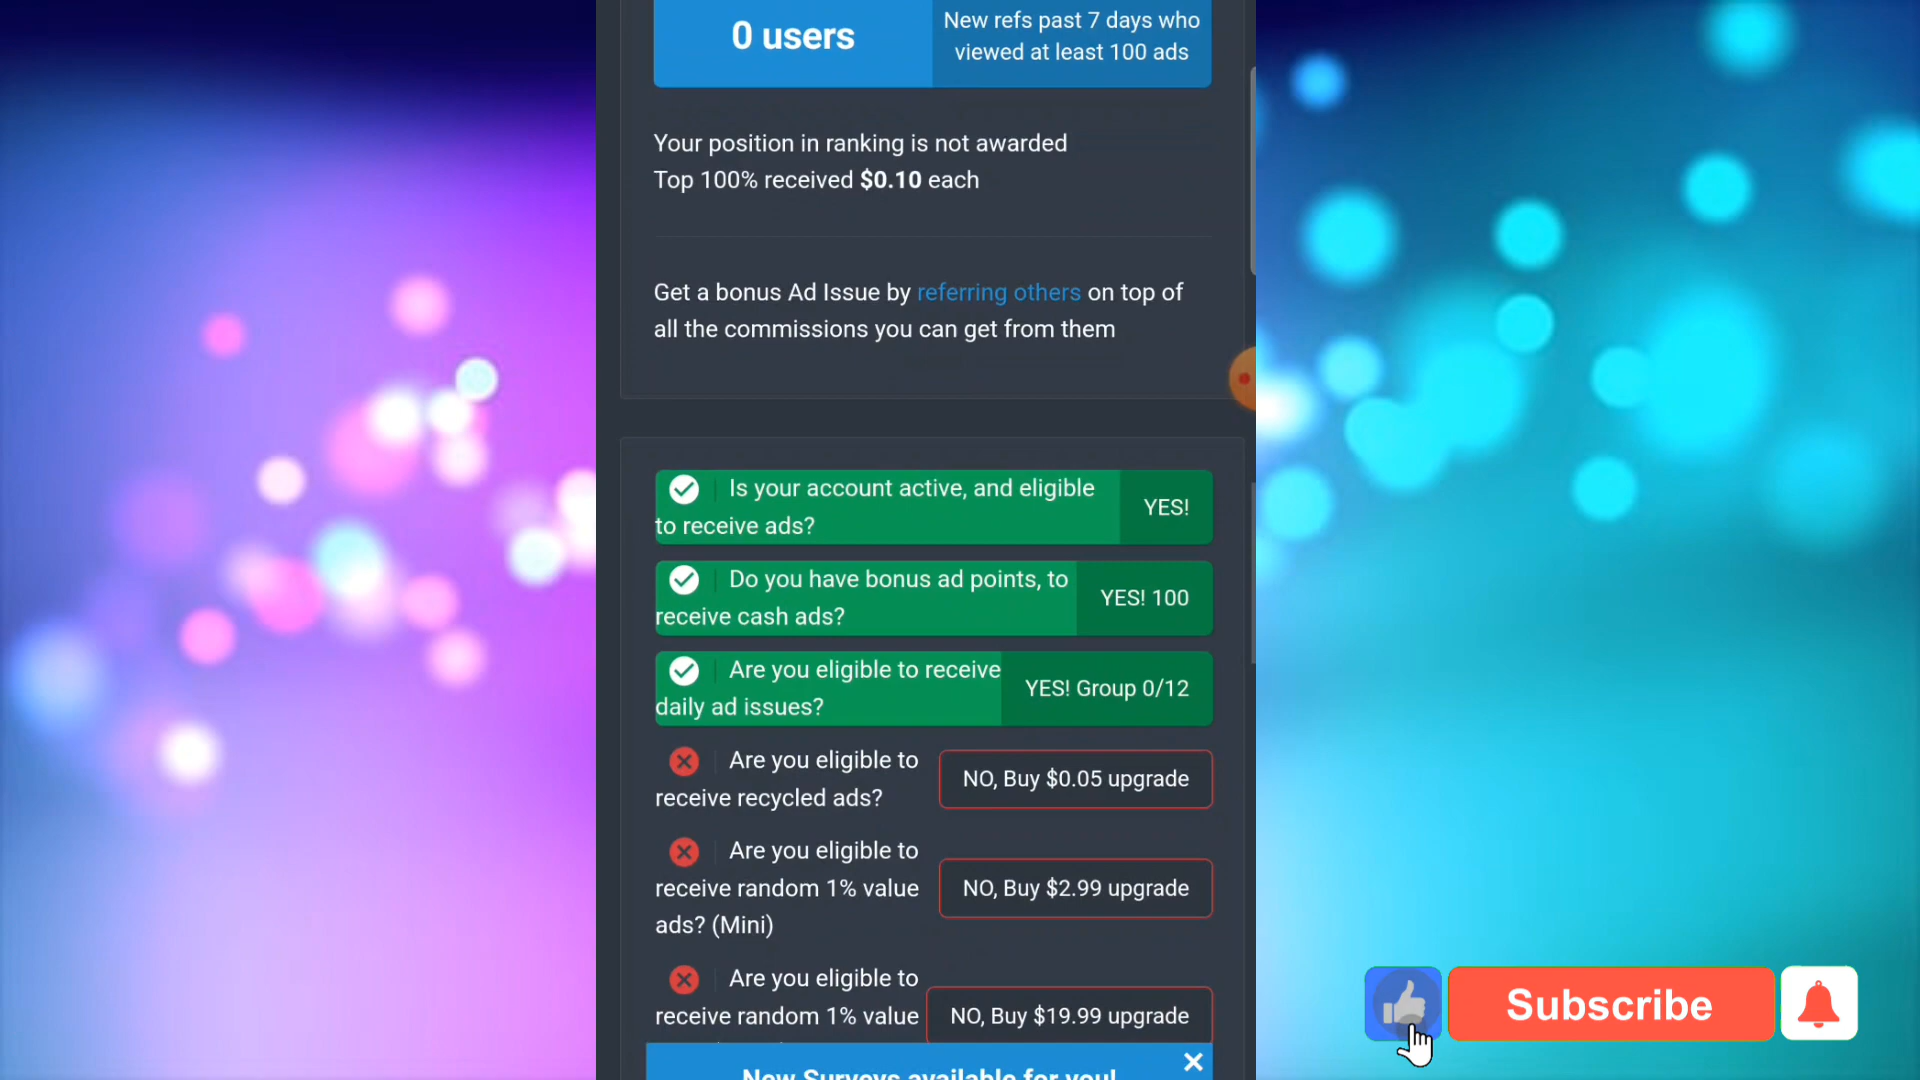 0 users
New refs past 7 days who
viewed at least 100 ads
Your position in ranking is not awarded
Top 100% received $0.10 each
Get a bonus Ad Issue by referring others on top of
all the commissions you can get from them
Is your account active, and eligible
to receive ads?
YES!
Do you have bonus ad points, to
receive cash ads?
YES! 100
Are you eligible to receive
daily ad issues?
YES! Group 0/12
Are you eligible to
receive recycled ads?
NO, Buy $0.05 upgrade
Are you eligible to
receive random 1% value
ads? (Mini)
NO, Buy $2.99 upgrade
Are you eligible to
receive random 1% value
NO, Buy $19.99 upgrade
New Surveys available for you!
Subscribe